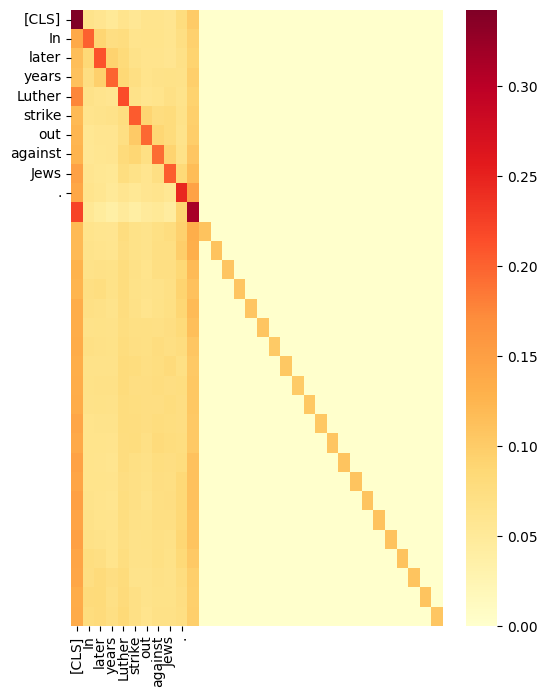 [CLS]
In
later
years
Luther
strike
out
against
Jews
.
0.30
0.25
0.20
0.15
0.10
0.05
0.00
[CLS]
In
later
years
Luther
strike
out
against
Jews
.